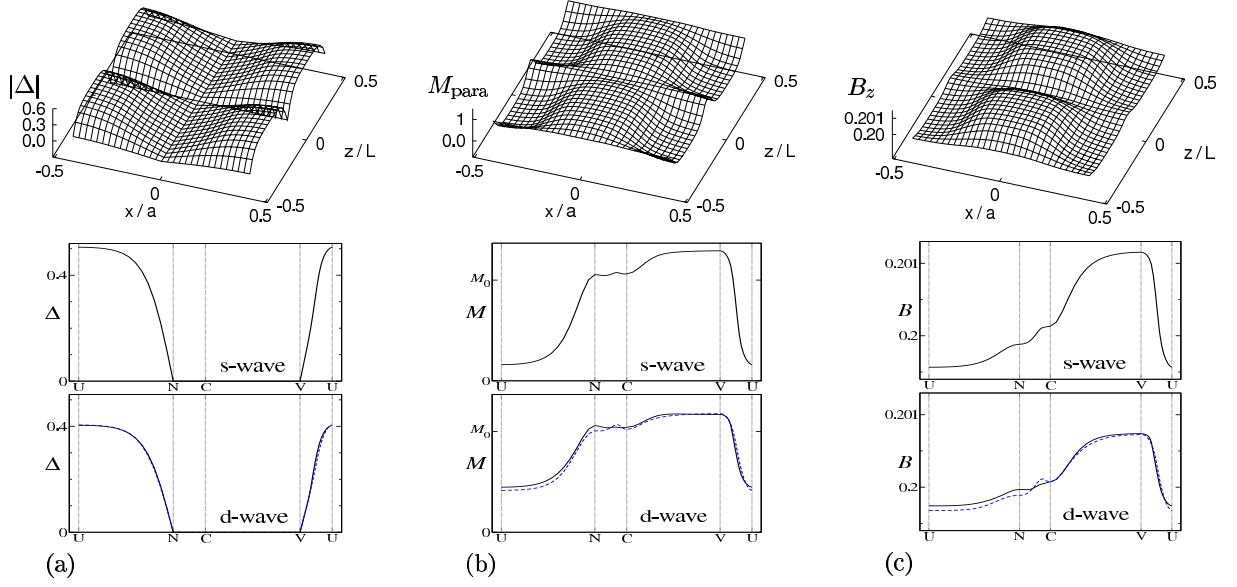 |Δ|
0.6
0.3
0.0
-0.5
0
x / a
0.5
-0.5
0
z / L
0.5
M_para
1
0.0
-0.5
0
x / a
0.5
-0.5
0
z / L
0.5
B_z
0.201
0.20
-0.5
0
x / a
0.5
-0.5
0
z / L
0.5
0.4
Δ
0
s-wave
U N C V U
M_0
M
0
s-wave
U N C V U
0.201
B
0.2
s-wave
U N C V U
0.4
Δ
0
d-wave
U N C V U
M_0
M
0
d-wave
U N C V U
0.201
B
0.2
d-wave
U N C V U
(a)
(b)
(c)